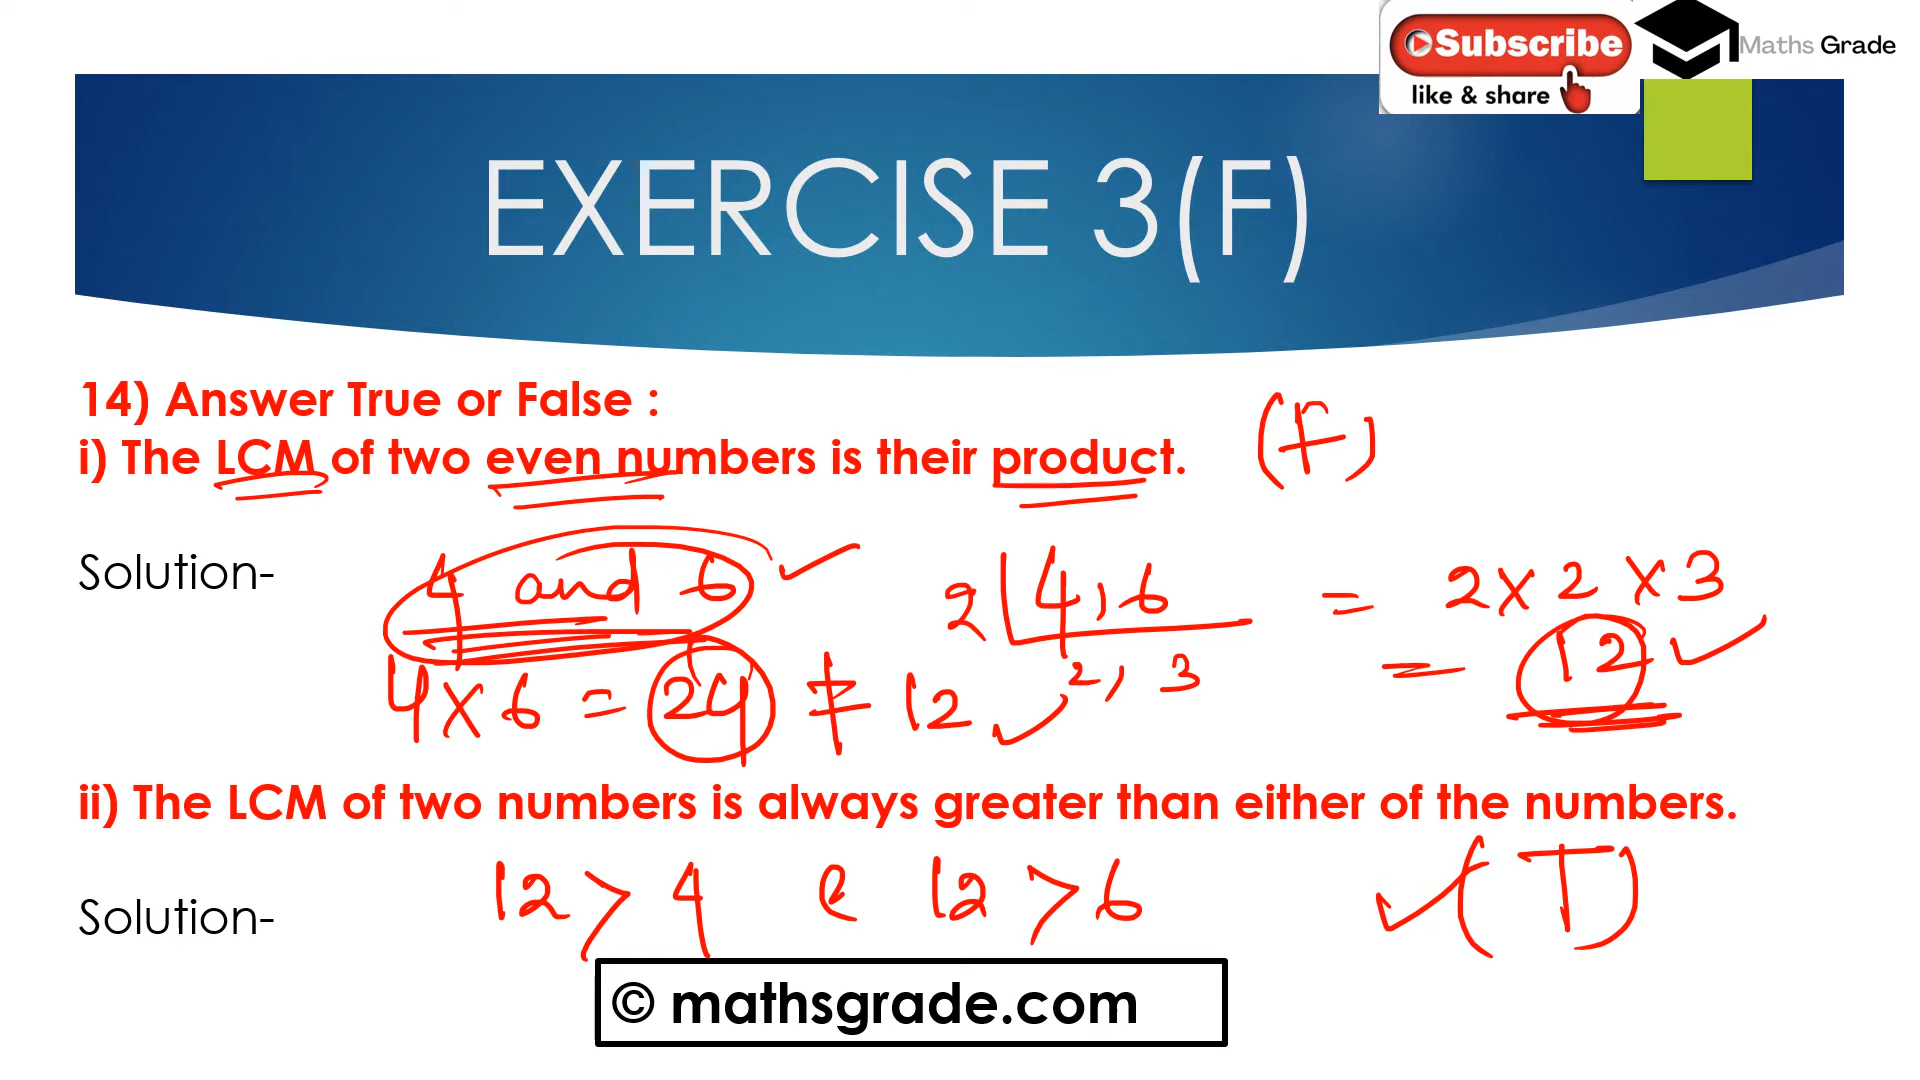 Subscribe
like & share
Maths Grade
EXERCISE 3(F)
14) Answer True or False :
i) The LCM of two even numbers is their product. (F)
Solution- 4 and 6 2 4, 6 = 2 × 2 × 3
2, 3 = 12
4 × 6 = 24 ≠ 12
ii) The LCM of two numbers is always greater than either of the numbers.
Solution- 12 > 4 & 12 > 6 (T)
© mathsgrade.com